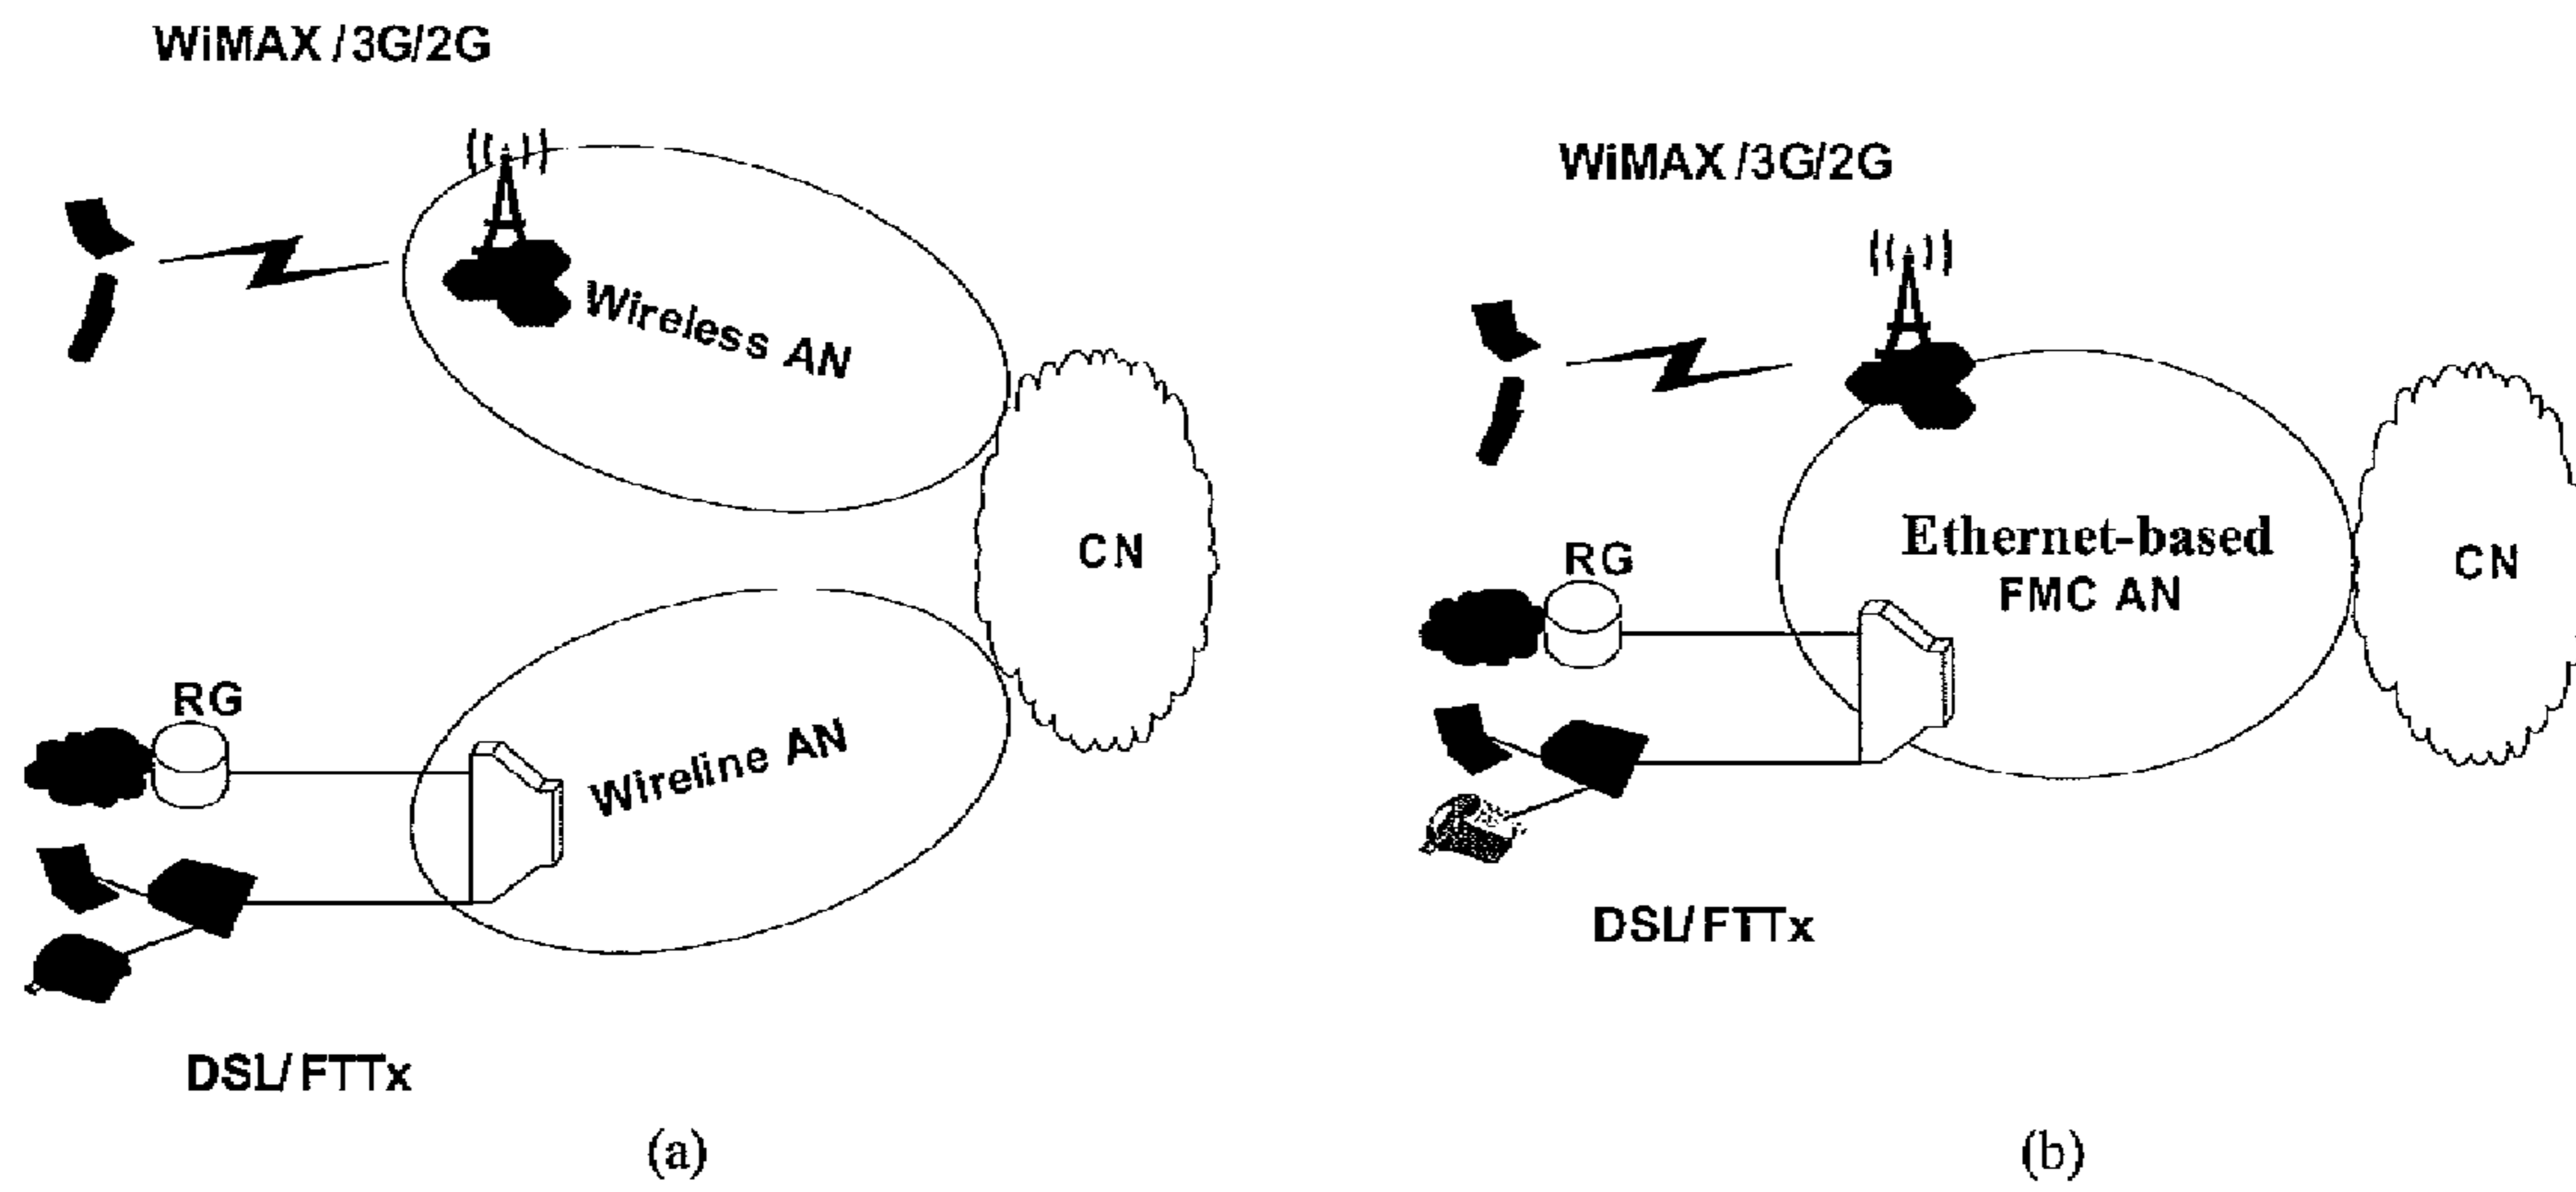 WiMAX /3G/2G
Wireless AN
CN
RG
Wireline AN
DSL/FTTx
(a)
WiMAX /3G/2G
Ethernet-based
FMC AN
CN
RG
DSL/FTTx
(b)